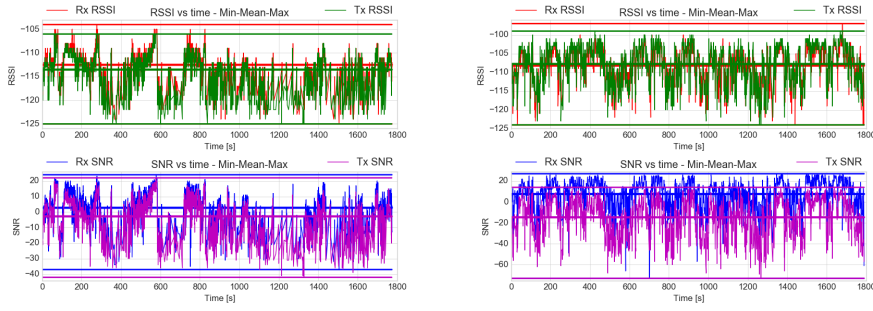 Rx RSSI RSSI vs time - Min-Mean-Max Tx RSSI
−105
−110
−115
−120
−125
RSSI
0 200 400 600 800 1000 1200 1400 1600 1800
Time [s]
Rx RSSI RSSI vs time - Min-Mean-Max Tx RSSI
−100
−105
−110
−115
−120
−125
RSSI
0 200 400 600 800 1000 1200 1400 1600 1800
Time [s]
Rx SNR SNR vs time - Min-Mean-Max Tx SNR
20
10
0
−10
−20
−30
−40
SNR
0 200 400 600 800 1000 1200 1400 1600 1800
Time [s]
Rx SNR SNR vs time - Min-Mean-Max Tx SNR
20
0
−20
−40
−60
SNR
0 200 400 600 800 1000 1200 1400 1600 1800
Time [s]